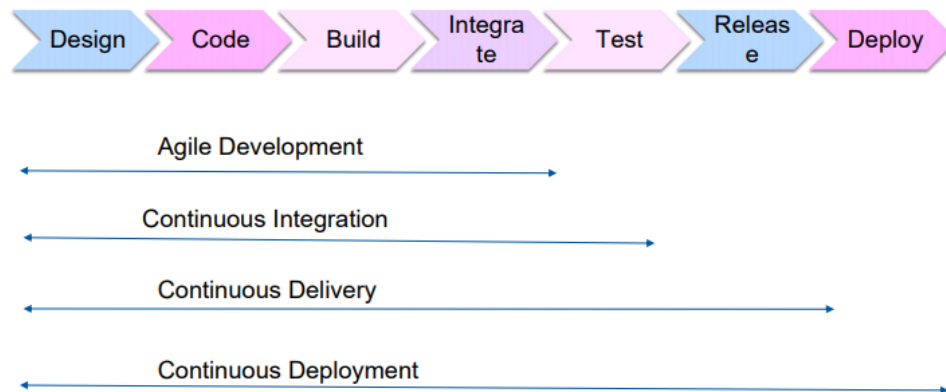 Design
Code
Build
Integra
te
Test
Releas
e
Deploy
Agile Development
Continuous Integration
Continuous Delivery
Continuous Deployment